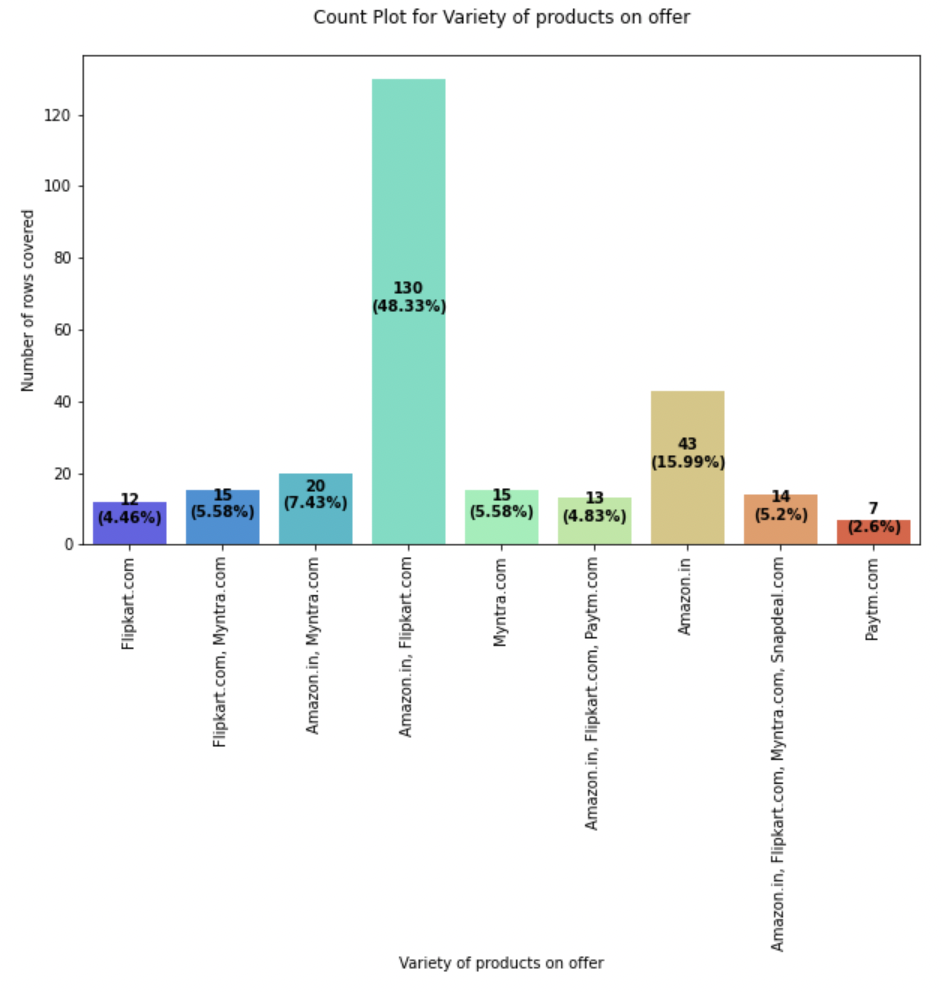 Count Plot for Variety of products on offer
Number of rows covered
120
100
80
60
40
20
0
12
(4.46%)
15
(5.58%)
20
(7.43%)
130
(48.33%)
15
(5.58%)
13
(4.83%)
43
(15.99%)
14
(5.2%)
7
(2.6%)
Flipkart.com
Flipkart.com, Myntra.com
Amazon.in, Myntra.com
Amazon.in, Flipkart.com
Myntra.com
Amazon.in, Flipkart.com, Paytm.com
Amazon.in
Amazon.in, Flipkart.com, Myntra.com, Snapdeal.com
Paytm.com
Variety of products on offer